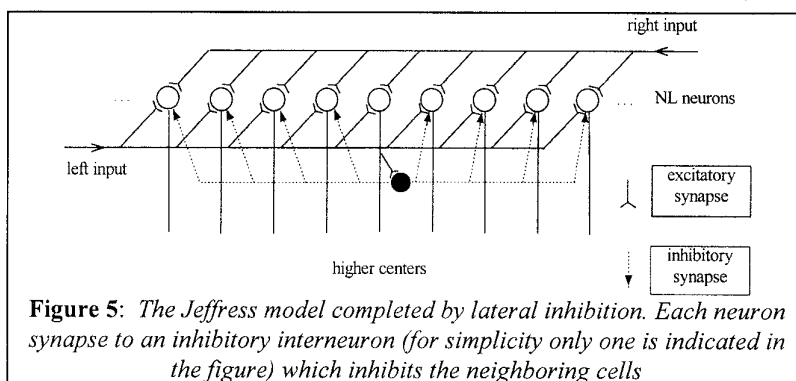 right input
... ... NL neurons
left input
excitatory
synapse
higher centers
inhibitory
synapse
Figure 5: The Jeffress model completed by lateral inhibition. Each neuron
synapse to an inhibitory interneuron (for simplicity only one is indicated in
the figure) which inhibits the neighboring cells